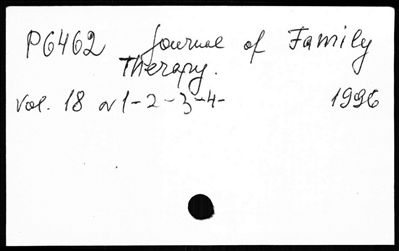 P6462 Journal of Family
Therapy.
vol. 18 N 1-2-3-4- 1996